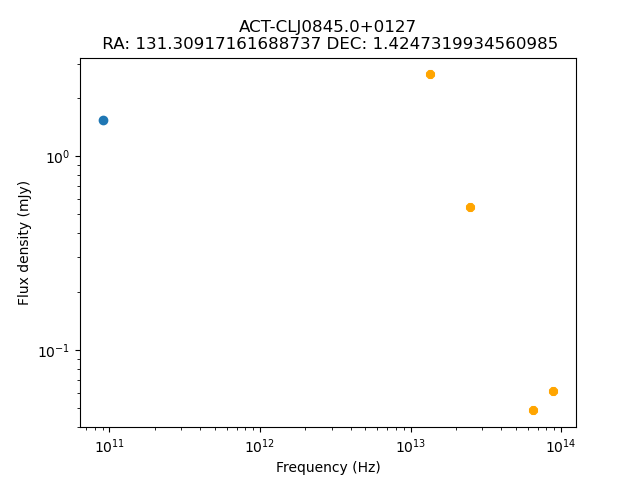 ACT-CLJ0845.0+0127
RA: 131.30917161688737 DEC: 1.4247319934560985
Flux density (mJy)
10⁰
10⁻¹
10¹¹ 10¹² 10¹³ 10¹⁴
Frequency (Hz)